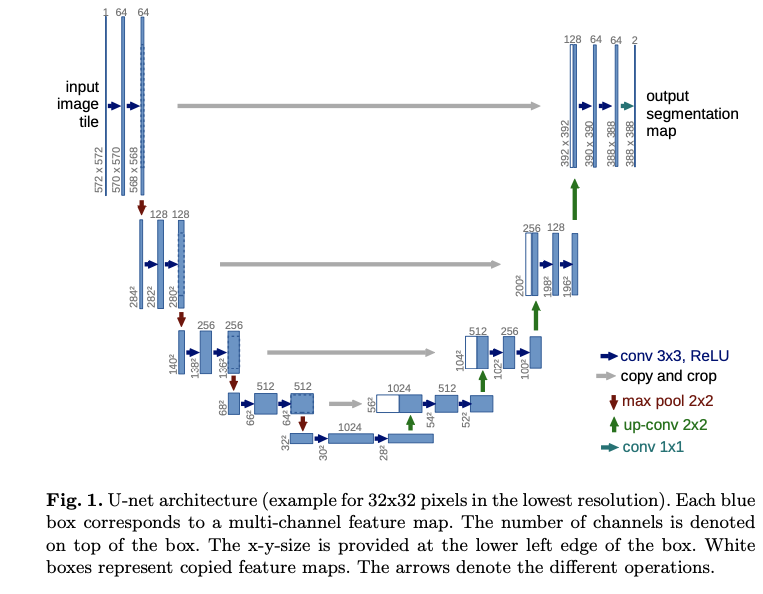 1 64 64
128 64 64 2
input
image
tile
output
segmentation
map
572 x 572
570 x 570
568 x 568
392 x 392
390 x 390
388 x 388
388 x 388
128 128
256 128
284²
282²
280²
200²
198²
196²
256 256
512 256
140²
138²
136²
104²
102²
100²
512 512
1024 512
68²
66²
64²
56²
54²
52²
1024
32²
30²
28²
conv 3x3, ReLU
copy and crop
max pool 2x2
up-conv 2x2
conv 1x1
Fig. 1. U-net architecture (example for 32x32 pixels in the lowest resolution). Each blue
box corresponds to a multi-channel feature map. The number of channels is denoted
on top of the box. The x-y-size is provided at the lower left edge of the box. White
boxes represent copied feature maps. The arrows denote the different operations.